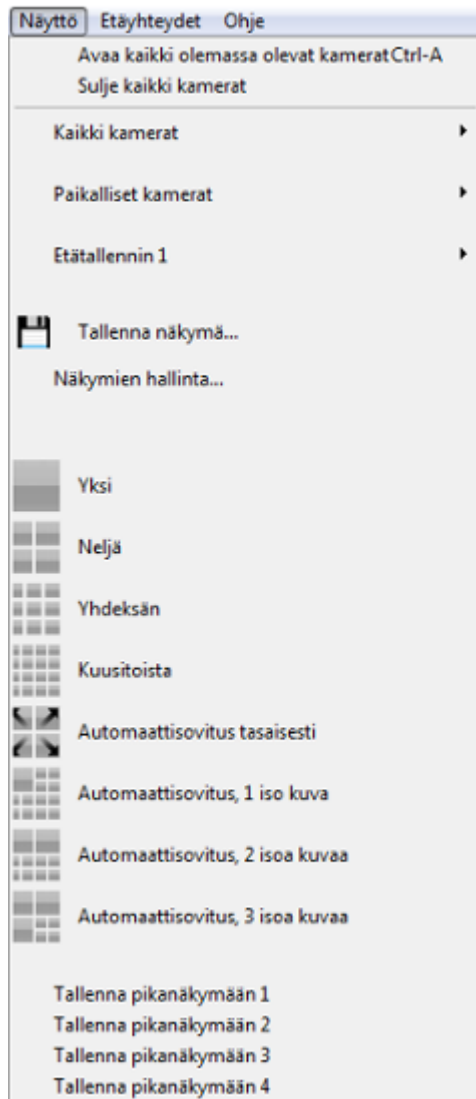 Näyttö Etäyhteydet Ohje
Avaa kaikki olemassa olevat kamerat Ctrl-A
Sulje kaikki kamerat
Kaikki kamerat
Paikalliset kamerat
Etätallennin 1
Tallenna näkymä...
Näkymien hallinta...
Yksi
Neljä
Yhdeksän
Kuusitoista
Automaattisovitus tasaisesti
Automaattisovitus, 1 iso kuva
Automaattisovitus, 2 isoa kuvaa
Automaattisovitus, 3 isoa kuvaa
Tallenna pikanäkymään 1
Tallenna pikanäkymään 2
Tallenna pikanäkymään 3
Tallenna pikanäkymään 4